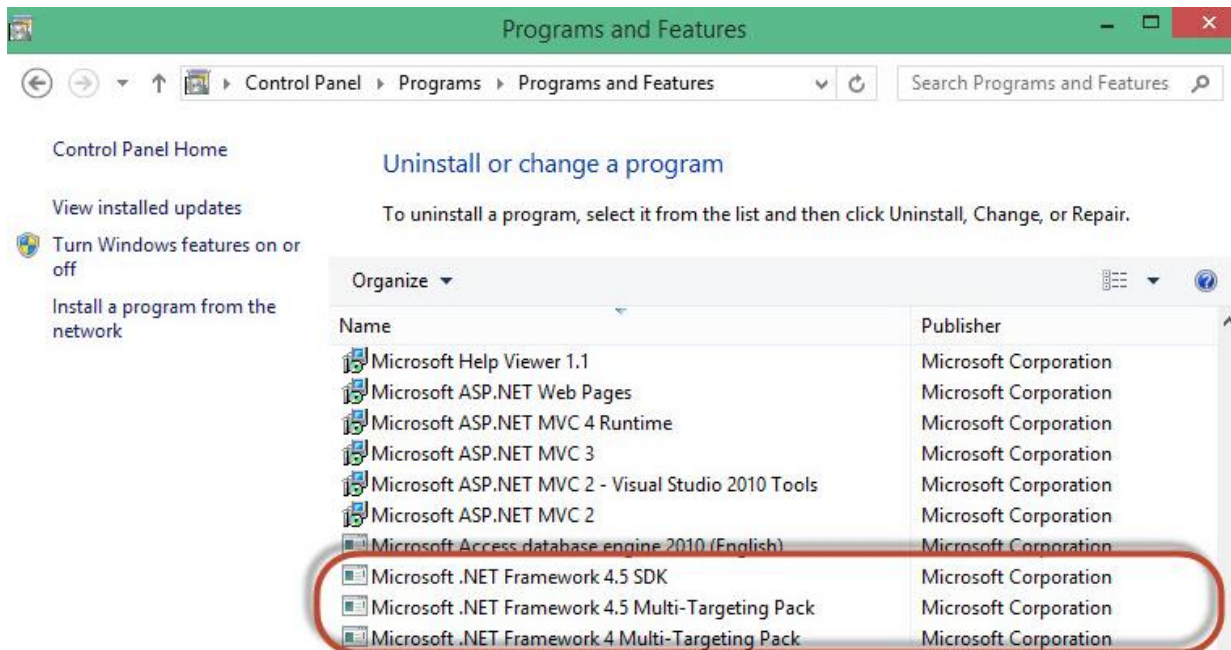 Programs and Features
Control Panel Programs Programs and Features
Search Programs and Features
Control Panel Home
View installed updates
Turn Windows features on or
off
Install a program from the
network
Uninstall or change a program
To uninstall a program, select it from the list and then click Uninstall, Change, or Repair.
Organize
Name Publisher
Microsoft Help Viewer 1.1 Microsoft Corporation
Microsoft ASP.NET Web Pages Microsoft Corporation
Microsoft ASP.NET MVC 4 Runtime Microsoft Corporation
Microsoft ASP.NET MVC 3 Microsoft Corporation
Microsoft ASP.NET MVC 2 - Visual Studio 2010 Tools Microsoft Corporation
Microsoft ASP.NET MVC 2 Microsoft Corporation
Microsoft Access database engine 2010 (English) Microsoft Corporation
Microsoft .NET Framework 4.5 SDK Microsoft Corporation
Microsoft .NET Framework 4.5 Multi-Targeting Pack Microsoft Corporation
Microsoft .NET Framework 4 Multi-Targeting Pack Microsoft Corporation